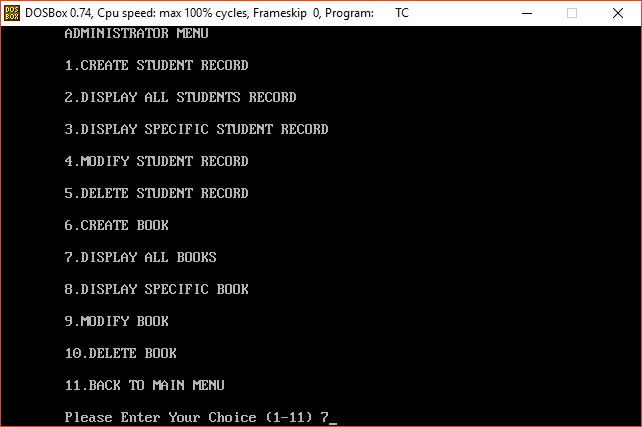 DOS BOX
DOSBox 0.74, Cpu speed: max 100% cycles, Frameskip 0, Program: TC
ADMINISTRATOR MENU
1.CREATE STUDENT RECORD
2.DISPLAY ALL STUDENTS RECORD
3.DISPLAY SPECIFIC STUDENT RECORD
4.MODIFY STUDENT RECORD
5.DELETE STUDENT RECORD
6.CREATE BOOK
7.DISPLAY ALL BOOKS
8.DISPLAY SPECIFIC BOOK
9.MODIFY BOOK
10.DELETE BOOK
11.BACK TO MAIN MENU
Please Enter Your Choice (1-11) 7_